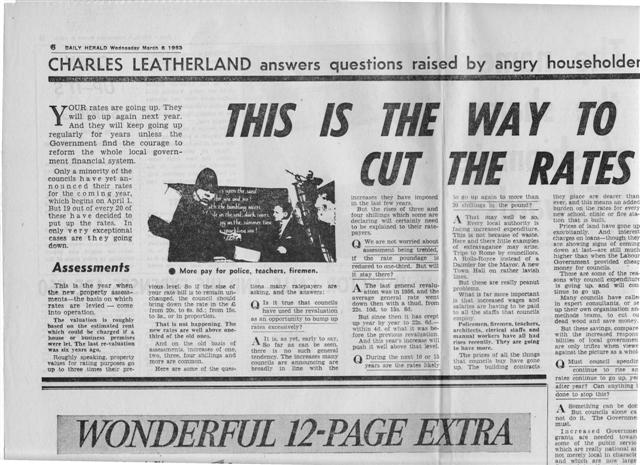 6 DAILY HERALD Wednesday March 6 1963
CHARLES LEATHERLAND answers questions raised by angry householder
THIS IS THE WAY TO
CUT THE RATES
YOUR rates are going up. They
will go up again next year.
And they will keep going up
regularly for years unless the
Government find the courage to
reform the whole local govern-
ment financial system.
Only a minority of the
councils have yet an-
nounced their rates
for the coming year,
which begins on April 1.
But 19 out of every 20 of
these have decided to
put up the rates. In
only very exceptional
cases are they going
down.
Assessments
This is the year when
the new property assess-
ments—the basis on which
rates are levied — come
into operation.
The valuation is roughly
based on the estimated rent
which could be charged if a
house or business premises
were let. The last re-valuation
was six years ago.
Roughly speaking, property
values for rating purposes go
up to three times their pre-
● More pay for police, teachers, firemen.
vious level. So if the size of
your rate bill is to remain un-
changed, the council should
bring down the rate in the £
from 20s. to 6s. 8d.; from 15s.
to 5s., or in proportion.
That is not happening. The
new rates are well above one-
third of the old ones.
And on the old basis of
assessments, increases of one,
two, three, four shillings and
more are common.
Here are some of the ques-
tions many ratepayers are
asking, and the answers:
Q Is it true that councils
have used the revaluation
as an opportunity to bump up
rates excessively?
A It is, as yet, early to say.
So far as can be seen,
there is no such general
tendency. The increases many
councils are announcing are
broadly in line with the
increases they have imposed
in the last few years.
But the rises of three and
four shillings which some are
declaring will certainly need
to be explained to their rate-
payers.
Q We are not worried about
assessment being trebled,
if the rate poundage is
reduced to one-third. But will
it stay there?
A The last general revalu-
ation was in 1956, and the
average general rate went
down then with a thud, from
22s. 10d. to 15s. 8d.
But since then it has crept
up year by year to 22s. 6d.,
within 4d. of what it was be-
fore the previous revaluation.
And this year's increase will
push it well above that level.
Q During the next 10 or 15
years are the rates likely
to go up again to more than
20 shillings in the pound?
A That may well be so.
Every local authority is
facing increased expenditure.
This is not because of waste.
Here and there little examples
of extravagance may arise.
Trips to Rome by councillors.
A Rolls-Royce instead of a
Daimler for the Mayor. A new
Town Hall on rather lavish
lines.
But these are really peanut
problems.
What is far more important
is that increased wages and
salaries are having to be paid
to all the staffs that councils
employ.
Policemen, firemen, teachers,
architects, clerical staffs and
manual workers have all had
rises recently. They are going
to have more.
The prices of all the things
that councils buy have gone
up. The building contracts
they place are dearer than
ever, and this means an added
burden on the rates for every
new school, clinic or fire sta-
tion that is built.
Prices of land have gone up
exorbitantly. And interest
charges on loans—though they
are showing signs of coming
down at last—are still much
higher than when the Labour
Government provided cheap
money for councils.
Those are some of the rea-
sons why council expenditure
is going up, and will con-
tinue to go up.
Many councils have called
in expert consultants, or set
up their own organisation and
methods teams, to cut out
dead wood and save money.
But these savings, compared
with the increased respon-
bilities of local government,
are only trifles when viewed
against the picture as a whole
Q Must council spending
continue to rise and
rates continue to go up, year
after year? Can anything be
done to stop this?
A Something can be done
But councils alone can-
not do it. The Government
must.
Increased Government
grants are needed towards
some of the public services
which are really national and
not merely local in character
and which are now large
WONDERFUL 12-PAGE EXTRA